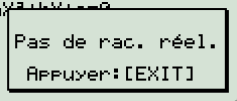 Pas de rac. réel.
Appuyer:[EXIT]